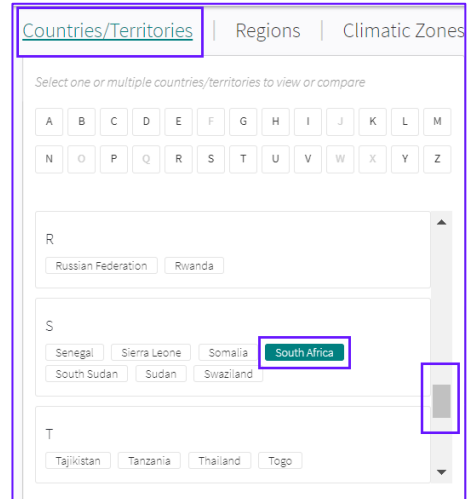 Countries/Territories | Regions | Climatic Zones
Select one or multiple countries/territories to view or compare
A B C D E F G H I J K L M
N O P Q R S T U V W X Y Z
R
Russian Federation Rwanda
S
Senegal Sierra Leone Somalia South Africa
South Sudan Sudan Swaziland
T
Tajikistan Tanzania Thailand Togo